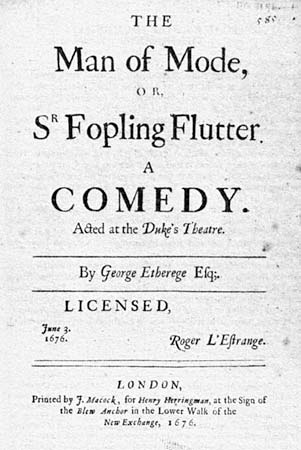 THE
Man of Mode,
OR,
Sᴿ Fopling Flutter.
A
COMEDY.
Acted at the Duke's Theatre.
By George Etherege Esq;.
LICENSED,
June 3.
1676. Roger L'Estrange.
LONDON,
Printed by J. Macock, for Henry Herringman, at the Sign of
the Blew Anchor in the Lower Walk of the
New Exchange, 1676.